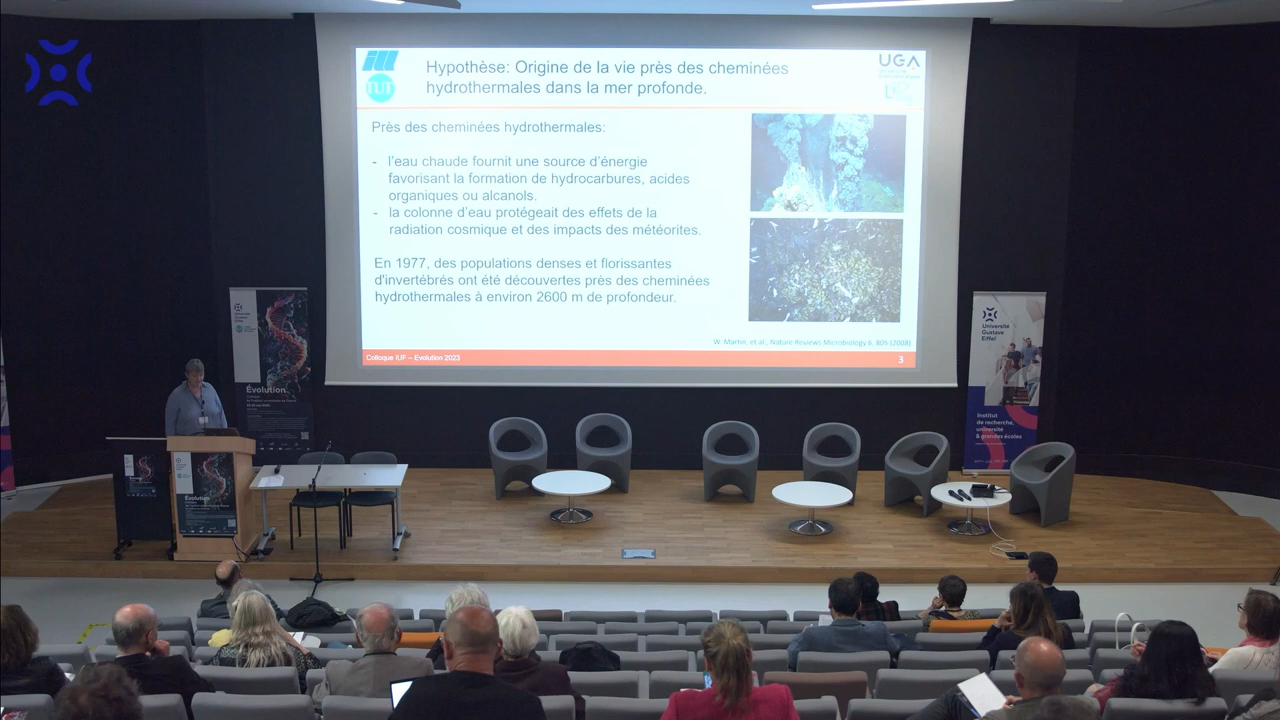 ill
IUF
UGA
Hypothèse: Origine de la vie près des cheminées
hydrothermales dans la mer profonde.
Près des cheminées hydrothermales:
- l'eau chaude fournit une source d'énergie
favorisant la formation de hydrocarbures, acides
organiques ou alcanols.
- la colonne d'eau protégeait des effets de la
radiation cosmique et des impacts des météorites.
En 1977, des populations denses et florissantes
d'invertébrés ont été découvertes près des cheminées
hydrothermales à environ 2600 m de profondeur.
W. Martin, et al., Nature Reviews Microbiology 6, 805 (2008)
Colloque IUF – Evolution 2023
3
Évolution
Évolution
Université
Gustave
Eiffel
Institut
de recherche,
université
& grandes écoles